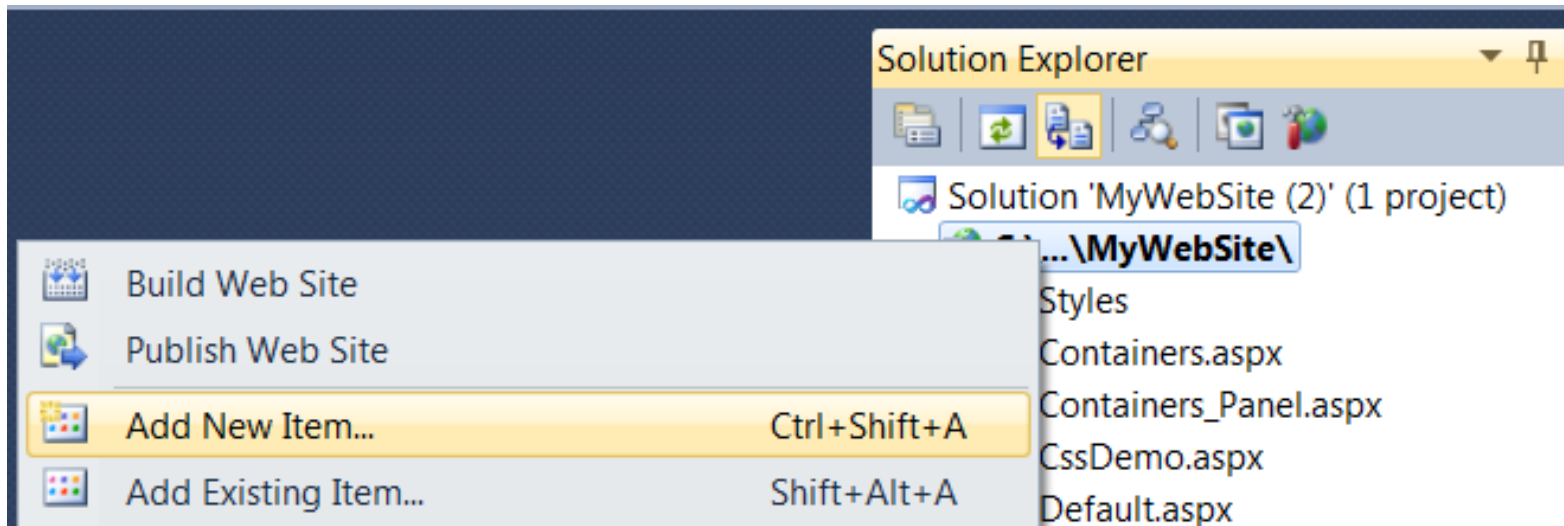 Solution Explorer
Solution 'MyWebSite (2)' (1 project)
...\MyWebSite\
Styles
Containers.aspx
Containers_Panel.aspx
CssDemo.aspx
Default.aspx
Build Web Site
Publish Web Site
Add New Item... Ctrl+Shift+A
Add Existing Item... Shift+Alt+A